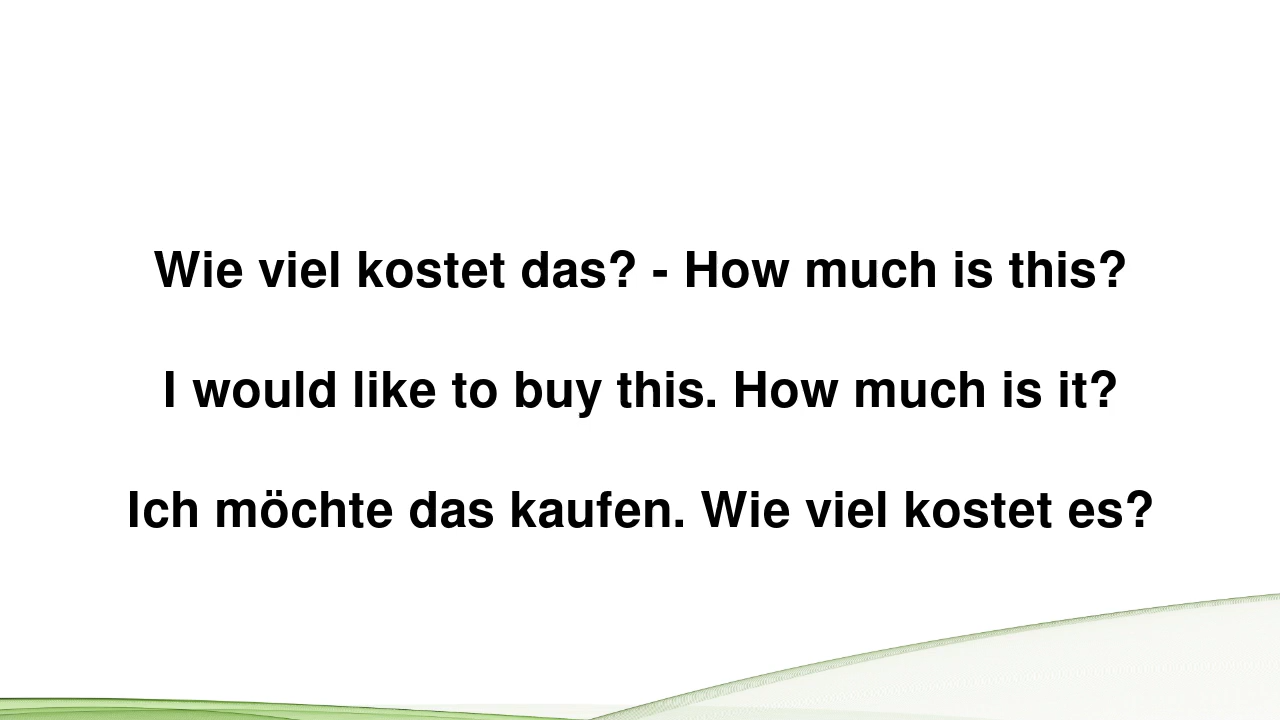 Wie viel kostet das? - How much is this?
I would like to buy this. How much is it?
Ich möchte das kaufen. Wie viel kostet es?